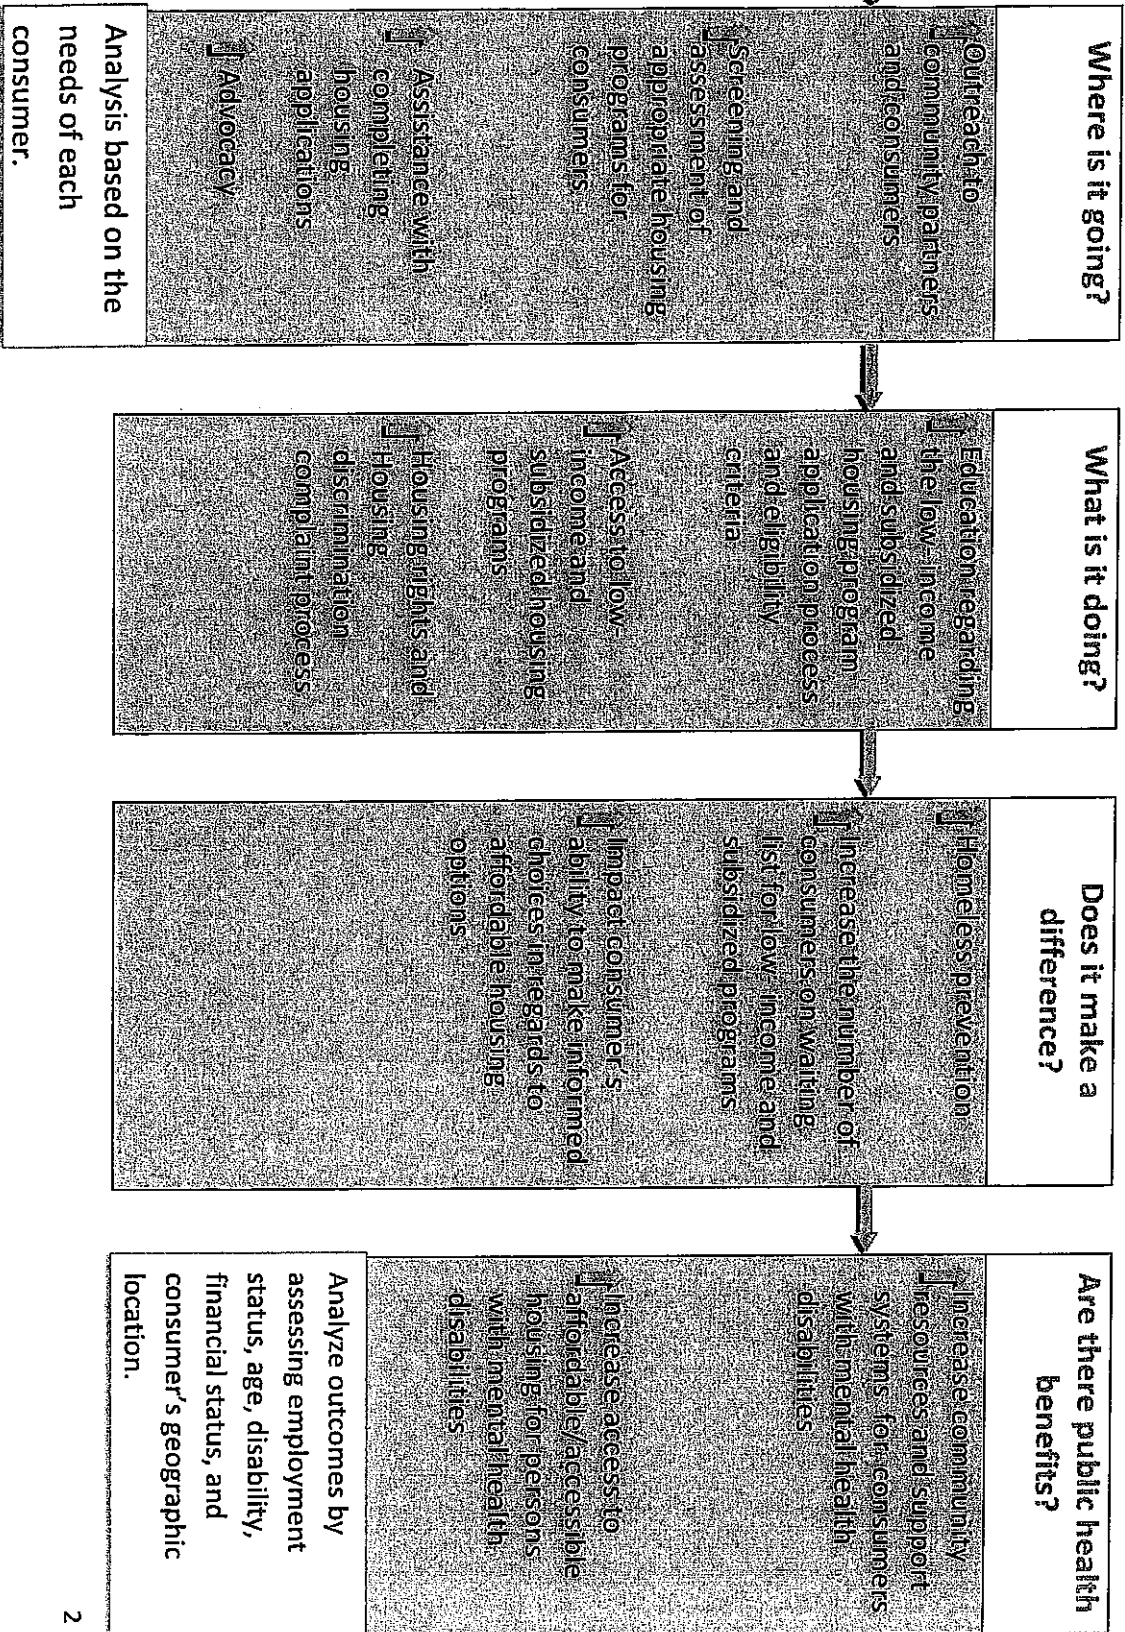 Where is it going?
Outreach to
community partners
and consumers
Screening and
assessment of
appropriate housing
programs for
consumers
Assistance with
completing
housing
applications
Advocacy
Analysis based on the
needs of each
consumer.
What is it doing?
Education regarding
the low-income
and subsidized
housing program
application process
and eligibility
criteria
Access to low-
income and
subsidized housing
programs
Housing rights and
Housing
discrimination
complaint process
Does it make a
difference?
Homeless prevention
Increase the number of
consumers on waiting
list for low-income and
subsidized programs
Impact consumer's
ability to make informed
choices in regards to
affordable housing
options
Are there public health
benefits?
Increase community
resources and support
systems for consumers
with mental health
disabilities
Increase access to
affordable/accessible
housing for persons
with mental health
disabilities
Analyze outcomes by
assessing employment
status, age, disability,
financial status, and
consumer's geographic
location.
2